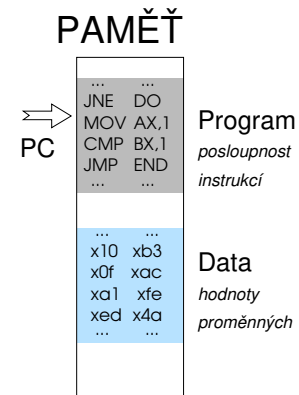 PAMĚŤ
... ...
JNE DO
MOV AX,1
CMP BX,1
JMP END
... ...
PC
Program
posloupnost
instrukcí
... ...
x10 xb3
x0f xac
xa1 xfe
xed x4a
... ...
Data
hodnoty
proměnných